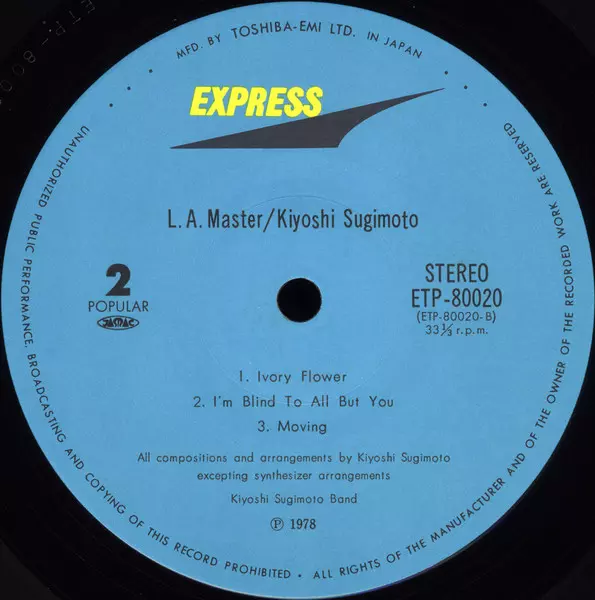 MFD. BY TOSHIBA-EMI LTD. IN JAPAN
EXPRESS
L.A. Master/Kiyoshi Sugimoto
2
POPULAR
JASRAC
STEREO
ETP-80020
(ETP-80020-B)
33⅓ r.p.m.
1. Ivory Flower
2. I'm Blind To All But You
3. Moving
All compositions and arrangements by Kiyoshi Sugimoto
excepting synthesizer arrangements
Kiyoshi Sugimoto Band
℗ 1978
UNAUTHORIZED PUBLIC PERFORMANCE, BROADCASTING AND COPYING OF THIS RECORD PROHIBITED • ALL RIGHTS OF THE MANUFACTURER AND OF THE OWNER OF THE RECORDED WORK ARE RESERVED